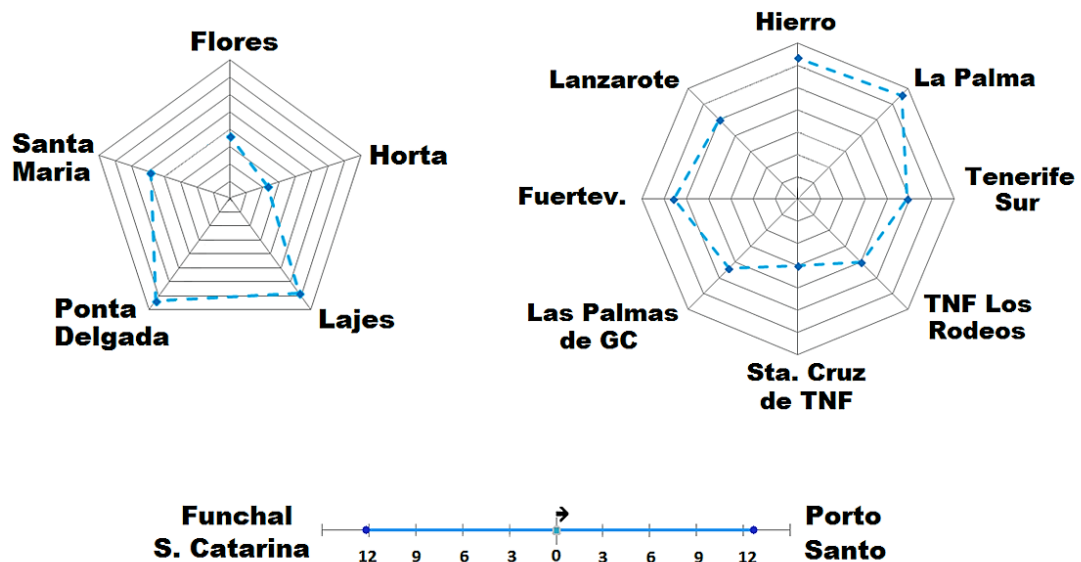 Flores
Santa
Maria
Horta
Ponta
Delgada
Lajes
Hierro
Lanzarote
La Palma
Fuertev.
Tenerife
Sur
Las Palmas
de GC
TNF Los
Rodeos
Sta. Cruz
de TNF
Funchal
S. Catarina
12 9 6 3 0 3 6 9 12
Porto
Santo